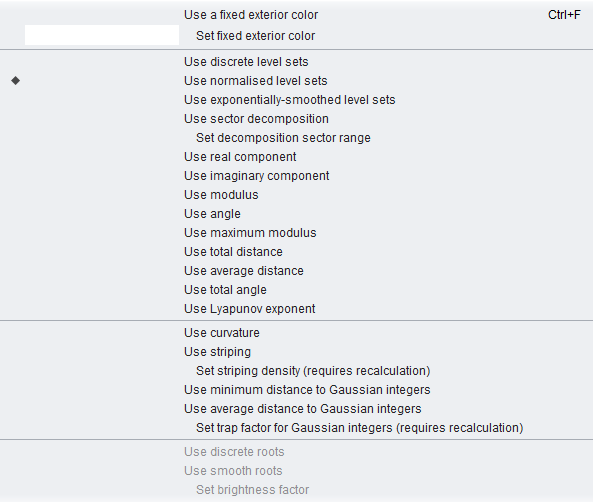 Use a fixed exterior color Ctrl+F
Set fixed exterior color
Use discrete level sets
Use normalised level sets
Use exponentially-smoothed level sets
Use sector decomposition
Set decomposition sector range
Use real component
Use imaginary component
Use modulus
Use angle
Use maximum modulus
Use total distance
Use average distance
Use total angle
Use Lyapunov exponent
Use curvature
Use striping
Set striping density (requires recalculation)
Use minimum distance to Gaussian integers
Use average distance to Gaussian integers
Set trap factor for Gaussian integers (requires recalculation)
Use discrete roots
Use smooth roots
Set brightness factor